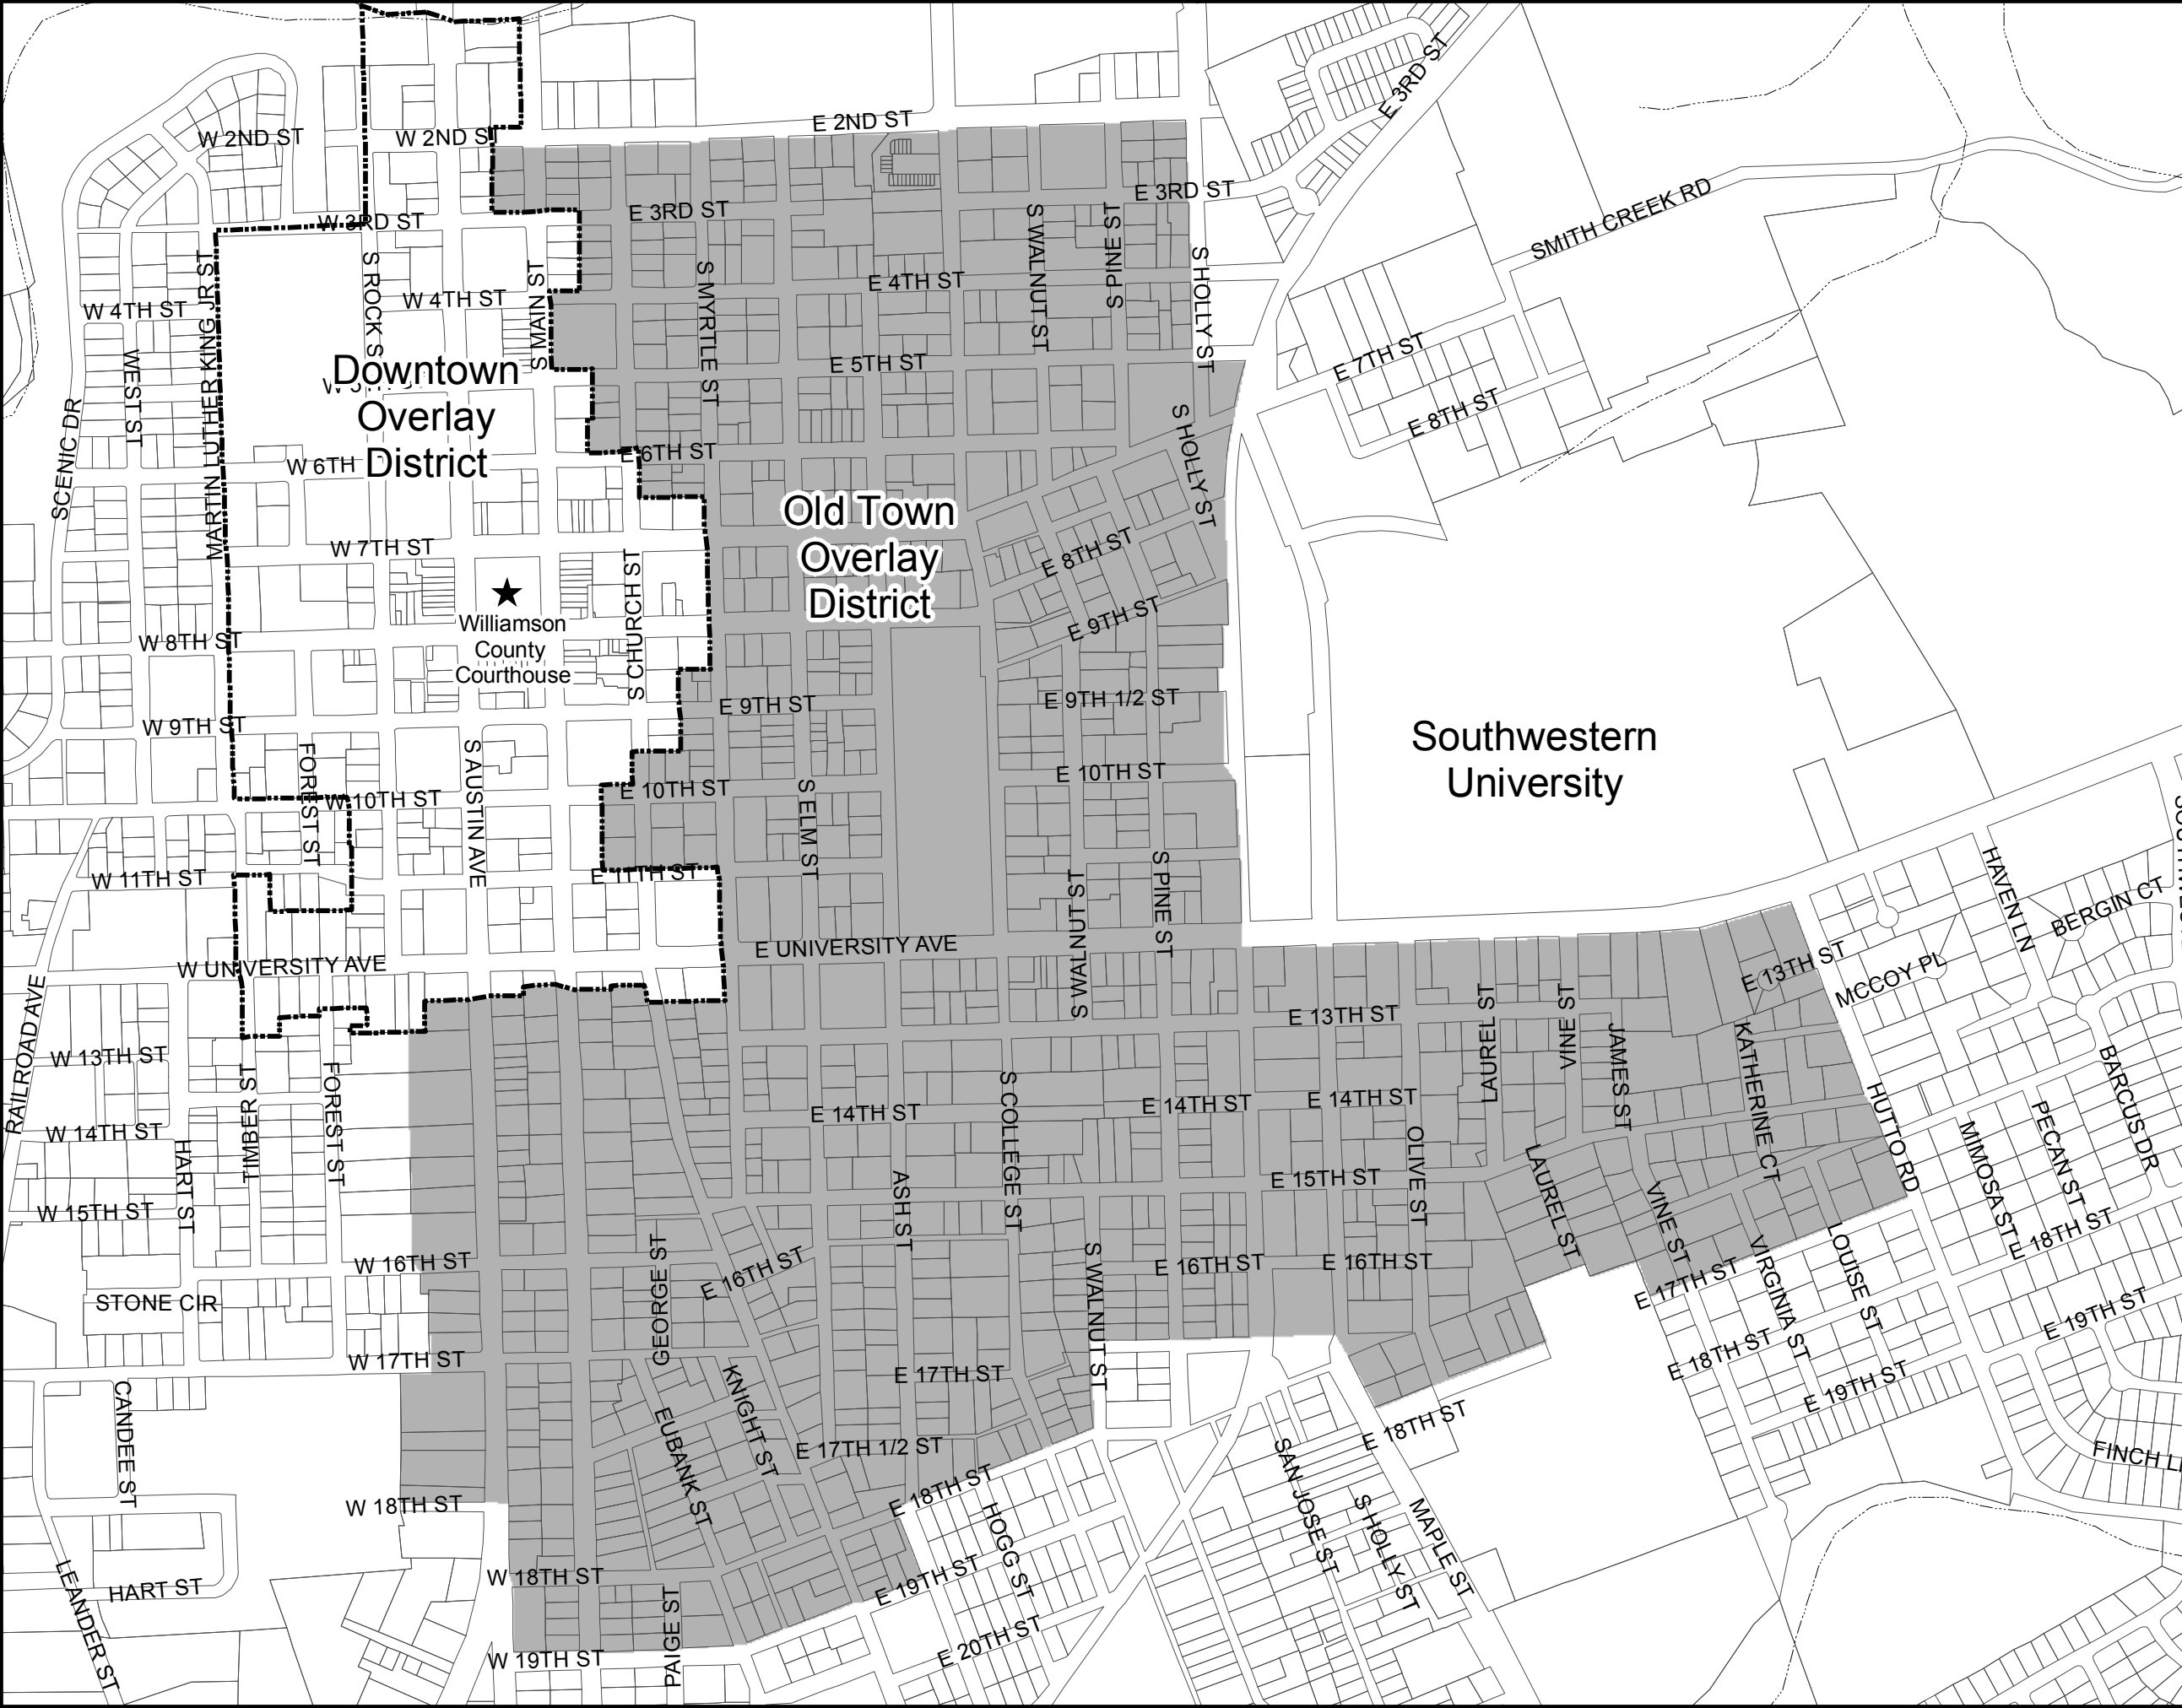 E 3RD ST
E 2ND ST
W 2ND ST
W 2ND ST
E 3RD ST
SMITH CREEK RD
E 3RD ST
W 3RD ST
S WALNUT ST
S PINE ST
S HOLLY ST
MARTIN LUTHER KING JR ST
S ROCK S
S MAIN ST
S MYRTLE ST
E 4TH ST
W 4TH ST
W 4TH ST
WEST ST
E 5TH ST
E 7TH ST
Downtown
Overlay
District
SCENIC DR
S HOLLY ST
E 8TH ST
E 6TH ST
W 6TH
Old Town
Overlay
District
W 7TH ST
E 8TH ST
S CHURCH ST
Williamson
County
Courthouse
E 9TH ST
W 8TH ST
E 9TH 1/2 ST
E 9TH ST
W 9TH ST
Southwestern
University
FOREST ST
S AUSTIN AVE
E 10TH ST
E 10TH ST
W 10TH ST
S ELM ST
S PINE ST
HAVEN LN
BERGIN CT
E 11TH ST
W 11TH ST
S WALNUT ST
E UNIVERSITY AVE
W UNIVERSITY AVE
E 13TH ST
MCCOY PL
RAILROAD AVE
LAUREL ST
VINE ST
JAMES ST
KATHERINE CT
E 13TH ST
W 13TH ST
BARCUS DR
TIMBER ST
FOREST ST
S COLLEGE ST
E 14TH ST
E 14TH ST
E 14TH ST
HUTTO RD
PECAN ST
MIMOSA ST
W 14TH ST
HART ST
OLIVE ST
LAUREL ST
ASH ST
E 15TH ST
VINE ST
W 15TH ST
LOUISE ST
E 18TH ST
VIRGINIA ST
GEORGE ST
E 16TH ST
W 16TH ST
S WALNUT ST
E 16TH ST
E 16TH ST
E 17TH ST
STONE CIR
E 19TH ST
W 17TH ST
E 18TH ST
E 17TH ST
KNIGHT ST
E 19TH ST
CANDEE ST
EUBANK ST
E 17TH 1/2 ST
E 18TH ST
FINCH L
SAN JOSE ST
E 18TH ST
W 18TH ST
HOGG ST
S HOLLY ST
MAPLE ST
W 18TH ST
E 19TH ST
HART ST
LEANDER ST
PAIGE ST
E 20TH ST
W 19TH ST